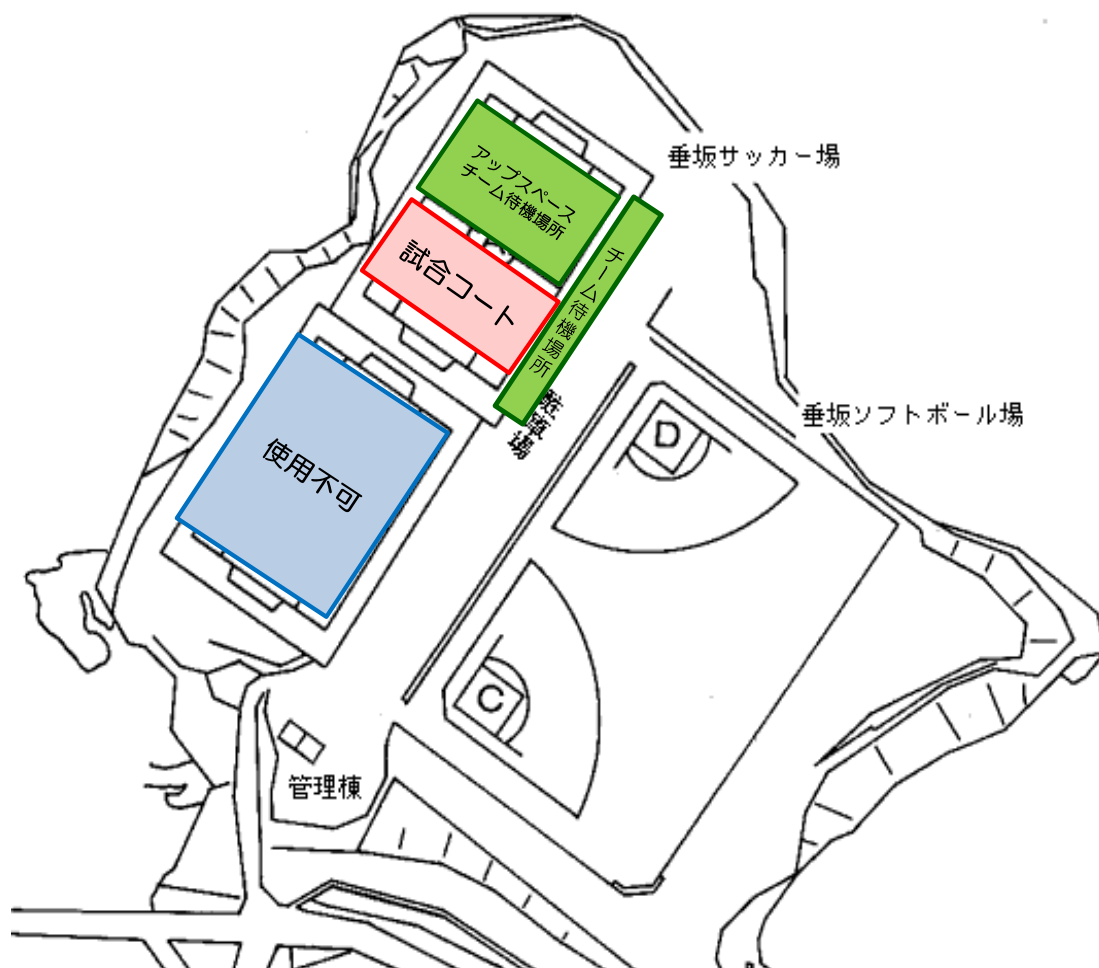 垂坂サッカー場
アップスペース
チーム待機場所
チーム待機場所
試合コート
垂坂ソフトボール場
駐車場
D
使用不可
C
管理棟